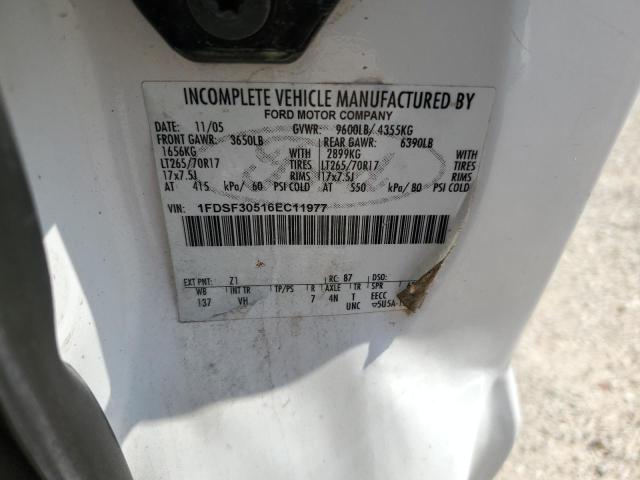 INCOMPLETE VEHICLE MANUFACTURED BY
FORD MOTOR COMPANY
DATE: 11/05 GVWR: 9600LB/ 4355KG
FRONT GAWR: 3650LB REAR GAWR: 6390LB
1656KG WITH 2899KG WITH
LT265/70R17 TIRES LT265/70R17 TIRES
17x7.5J RIMS 17x7.5J RIMS
AT 415 kPa/ 60 PSI COLD AT 550 kPa/ 80 PSI COLD
VIN: 1FDSF30516EC11977
EXT PNT: Z1 RC: 87 DSO:
WB INT TR TP/PS R AXLE TR SPR
137 VH 7 4N T EECC
UNC ▽5U5A-